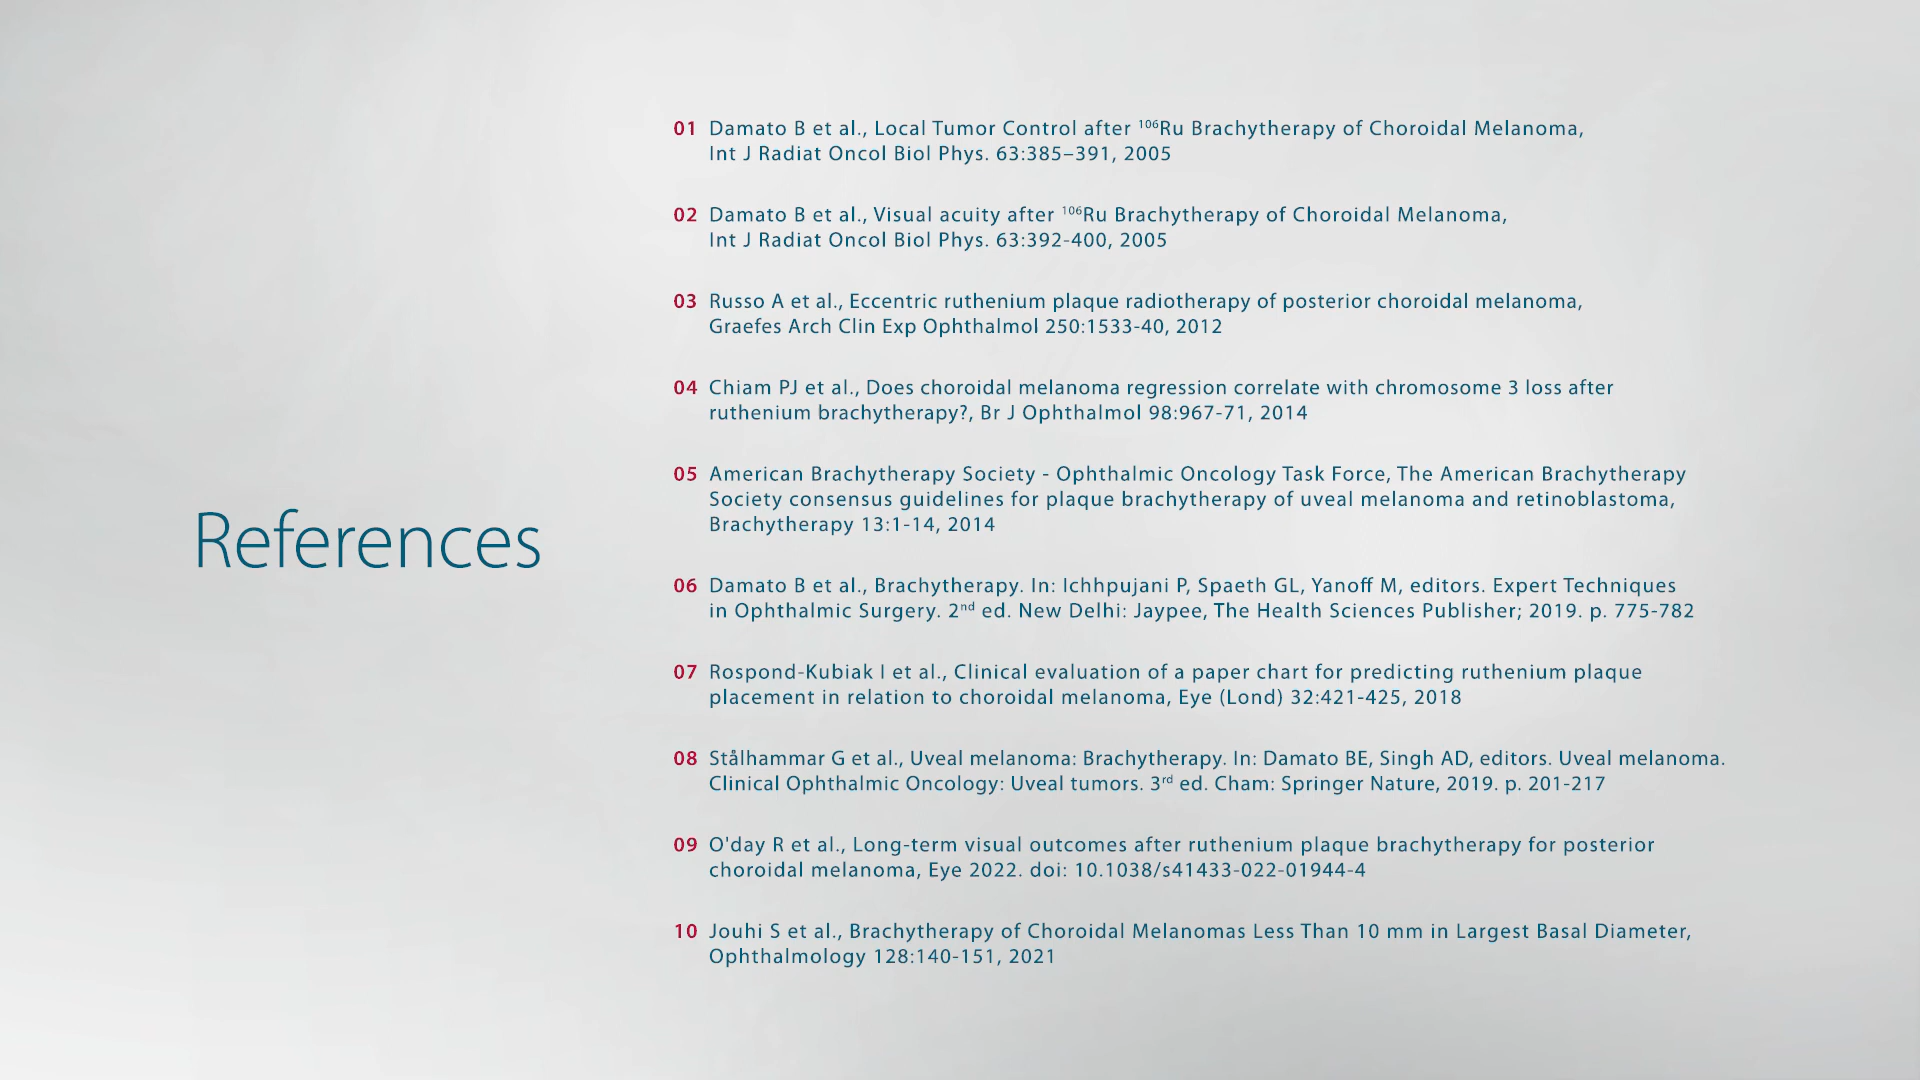 References
01 Damato B et al., Local Tumor Control after ¹⁰⁶Ru Brachytherapy of Choroidal Melanoma,
Int J Radiat Oncol Biol Phys. 63:385–391, 2005
02 Damato B et al., Visual acuity after ¹⁰⁶Ru Brachytherapy of Choroidal Melanoma,
Int J Radiat Oncol Biol Phys. 63:392-400, 2005
03 Russo A et al., Eccentric ruthenium plaque radiotherapy of posterior choroidal melanoma,
Graefes Arch Clin Exp Ophthalmol 250:1533-40, 2012
04 Chiam PJ et al., Does choroidal melanoma regression correlate with chromosome 3 loss after
ruthenium brachytherapy?, Br J Ophthalmol 98:967-71, 2014
05 American Brachytherapy Society - Ophthalmic Oncology Task Force, The American Brachytherapy
Society consensus guidelines for plaque brachytherapy of uveal melanoma and retinoblastoma,
Brachytherapy 13:1-14, 2014
06 Damato B et al., Brachytherapy. In: Ichhpujani P, Spaeth GL, Yanoff M, editors. Expert Techniques
in Ophthalmic Surgery. 2ⁿᵈ ed. New Delhi: Jaypee, The Health Sciences Publisher; 2019. p. 775-782
07 Rospond-Kubiak I et al., Clinical evaluation of a paper chart for predicting ruthenium plaque
placement in relation to choroidal melanoma, Eye (Lond) 32:421-425, 2018
08 Stålhammar G et al., Uveal melanoma: Brachytherapy. In: Damato BE, Singh AD, editors. Uveal melanoma.
Clinical Ophthalmic Oncology: Uveal tumors. 3ʳᵈ ed. Cham: Springer Nature, 2019. p. 201-217
09 O'day R et al., Long-term visual outcomes after ruthenium plaque brachytherapy for posterior
choroidal melanoma, Eye 2022. doi: 10.1038/s41433-022-01944-4
10 Jouhi S et al., Brachytherapy of Choroidal Melanomas Less Than 10 mm in Largest Basal Diameter,
Ophthalmology 128:140-151, 2021